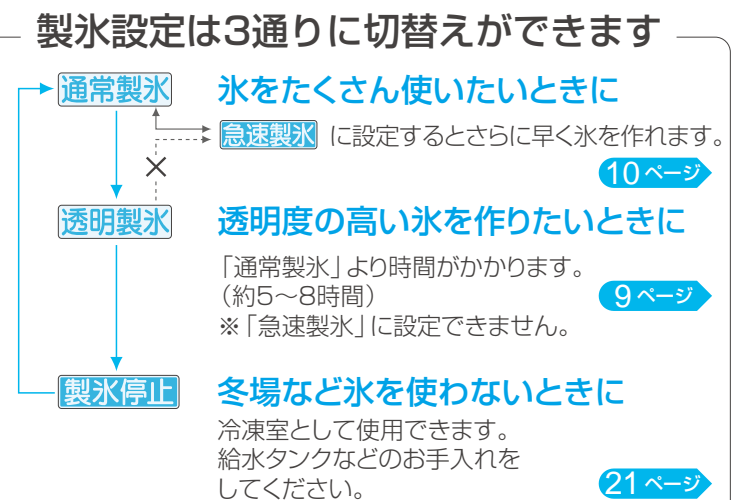 製氷設定は3通りに切替えができます
通常製氷 氷をたくさん使いたいときに
急速製氷 に設定するとさらに早く氷を作れます。
10ページ
透明製氷 透明度の高い氷を作りたいときに
「通常製氷」より時間がかかります。
(約5〜8時間)
9ページ
※「急速製氷」に設定できません。
製氷停止 冬場など氷を使わないときに
冷凍室として使用できます。
給水タンクなどのお手入れを
してください。
21ページ